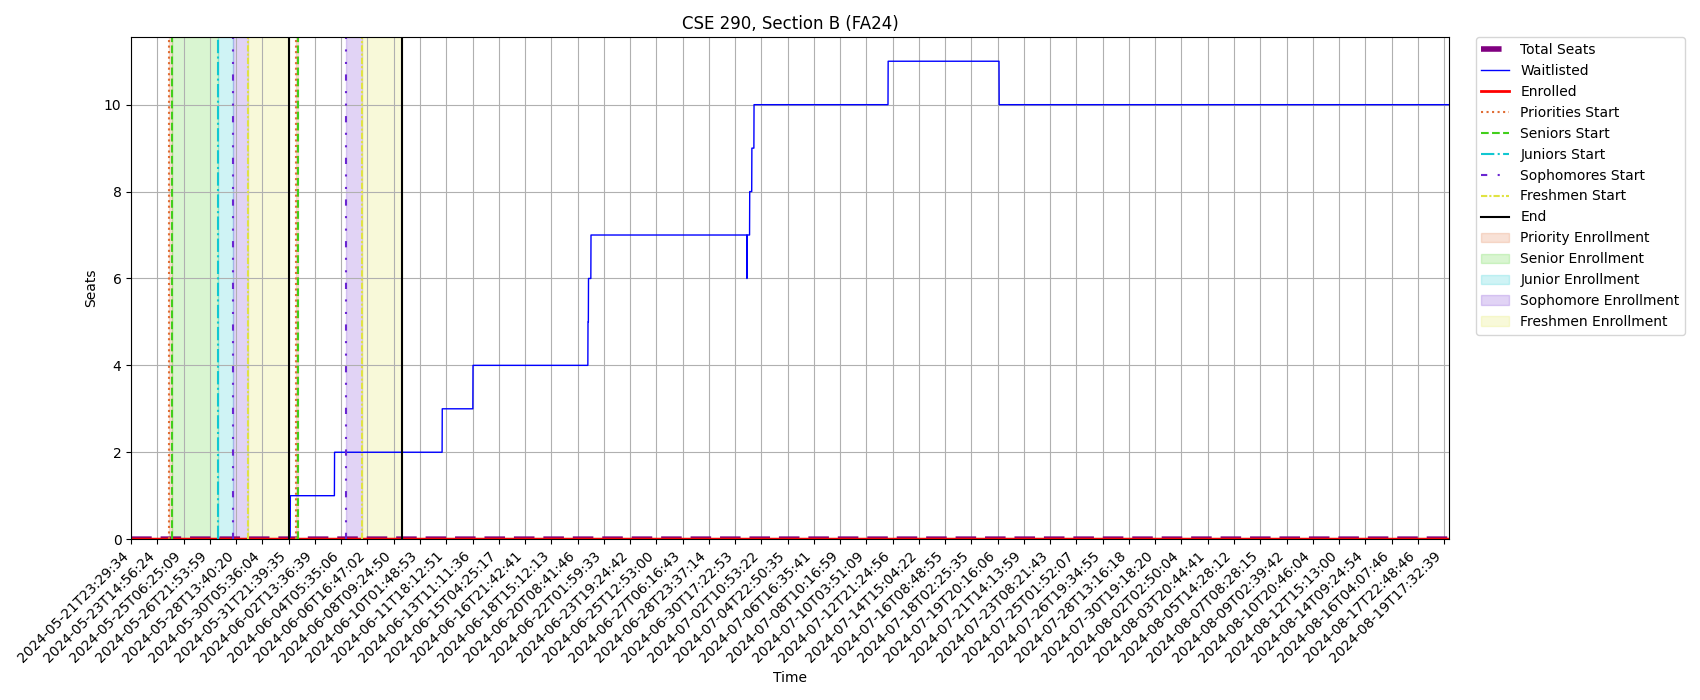 CSE 290, Section B (FA24)
Seats
10
8
6
4
2
0
2024-05-21T23:29:34
2024-05-23T14:56:24
2024-05-25T06:25:09
2024-05-26T21:53:59
2024-05-28T13:40:20
2024-05-30T05:36:04
2024-05-31T21:39:35
2024-06-02T13:36:39
2024-06-04T05:35:06
2024-06-06T16:47:02
2024-06-08T09:24:50
2024-06-10T01:48:53
2024-06-11T18:12:51
2024-06-13T11:11:36
2024-06-15T04:25:17
2024-06-16T21:42:41
2024-06-18T15:12:13
2024-06-20T08:41:46
2024-06-22T01:59:33
2024-06-23T19:24:42
2024-06-25T12:53:00
2024-06-27T06:16:43
2024-06-28T23:37:14
2024-06-30T17:22:53
2024-07-02T10:53:22
2024-07-04T22:50:35
2024-07-06T16:35:41
2024-07-08T10:16:59
2024-07-10T03:51:09
2024-07-12T21:24:56
2024-07-14T15:04:22
2024-07-16T08:48:55
2024-07-18T02:25:35
2024-07-19T20:16:06
2024-07-21T14:13:59
2024-07-23T08:21:43
2024-07-25T01:52:07
2024-07-26T19:34:55
2024-07-28T13:16:18
2024-07-30T19:18:20
2024-08-02T02:50:04
2024-08-03T20:44:41
2024-08-05T14:28:12
2024-08-07T08:28:15
2024-08-09T02:39:42
2024-08-10T20:46:04
2024-08-12T15:13:00
2024-08-14T09:24:54
2024-08-16T04:07:46
2024-08-17T22:48:46
2024-08-19T17:32:39
Time
Total Seats
Waitlisted
Enrolled
Priorities Start
Seniors Start
Juniors Start
Sophomores Start
Freshmen Start
End
Priority Enrollment
Senior Enrollment
Junior Enrollment
Sophomore Enrollment
Freshmen Enrollment